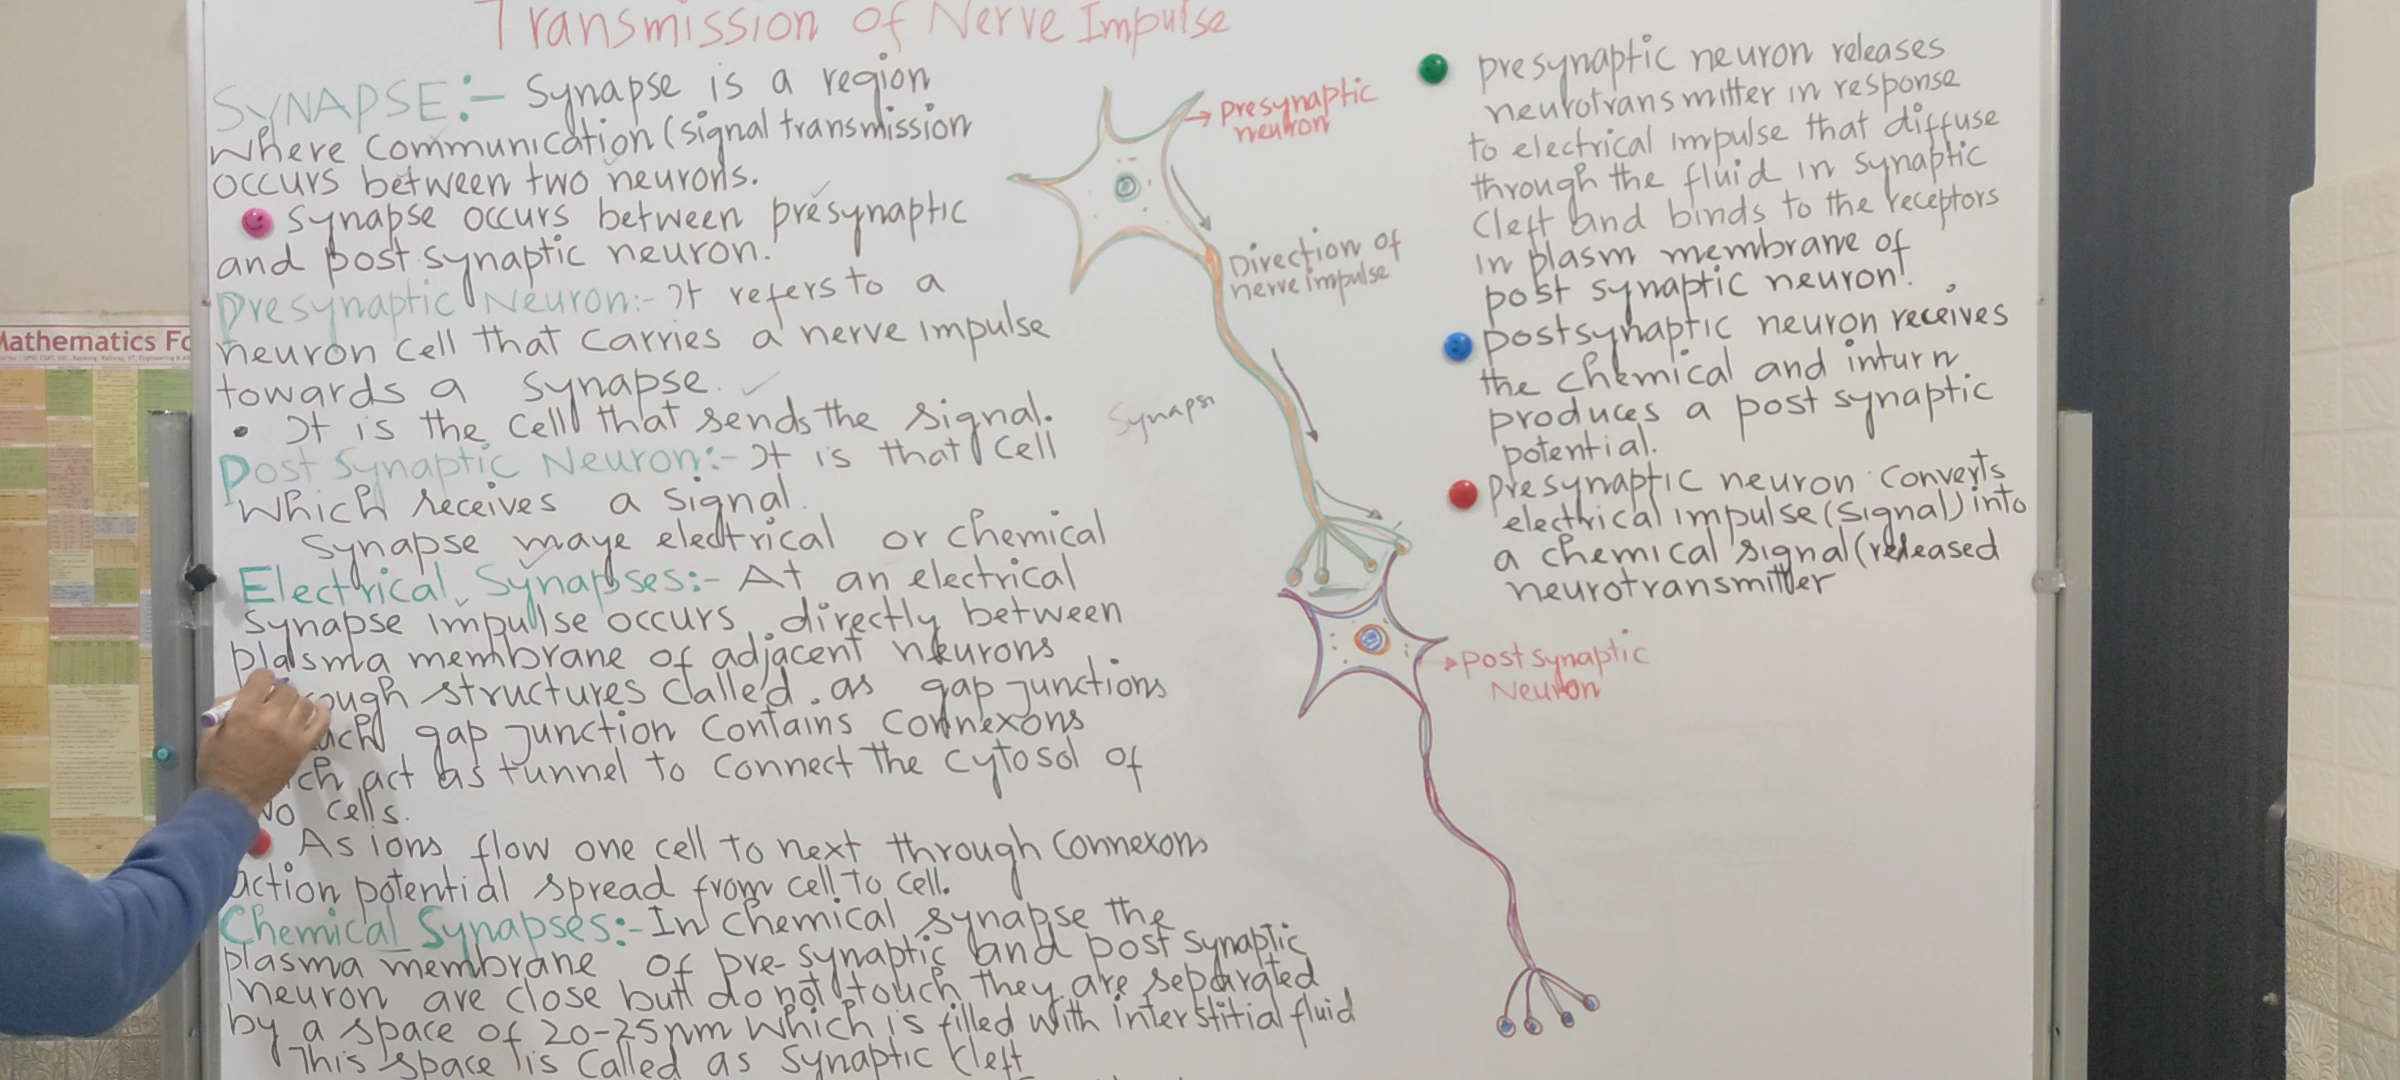 Transmission of Nerve Impulse
SYNAPSE:- Synapse is a region
where communication (signal transmission
occurs between two neurons.
synapse occurs between presynaptic
and post synaptic neuron.
Presynaptic Neuron:- It refers to a
neuron cell that carries a nerve impulse
towards a synapse.
• It is the cell that sends the signal.
Post Synaptic Neuron:- It is that cell
which receives a signal.
Synapse maye electrical or chemical
Electrical Synapses:- At an electrical
synapse impulse occurs directly between
plasma membrane of adjacent neurons
ough structures called as gap junctions
ach gap junction contains connexons
ch act as tunnel to connect the cytosol of
wo cells.
As ions flow one cell to next through connexons
action potential spread from cell to cell.
Chemical Synapses:- In chemical synapse the
plasma membrane of pre-synaptic and post synaptic
neuron are close but do not touch they are separated
by a space of 20-25nm which is filled with interstitial fluid
This space is called as synaptic cleft
Presynaptic
neuron
Direction of
nerve impulse
Synaps
Post Synaptic
Neuron
presynaptic neuron releases
neurotransmitter in response
to electrical impulse that diffuse
through the fluid in synaptic
cleft and binds to the receptors
in plasm membrane of
post synaptic neuron.
postsynaptic neuron receives
the chemical and inturn
produces a post synaptic
potential.
presynaptic neuron converts
electrical impulse (signal) into
a chemical signal (released
neurotransmitter
Mathematics Fo